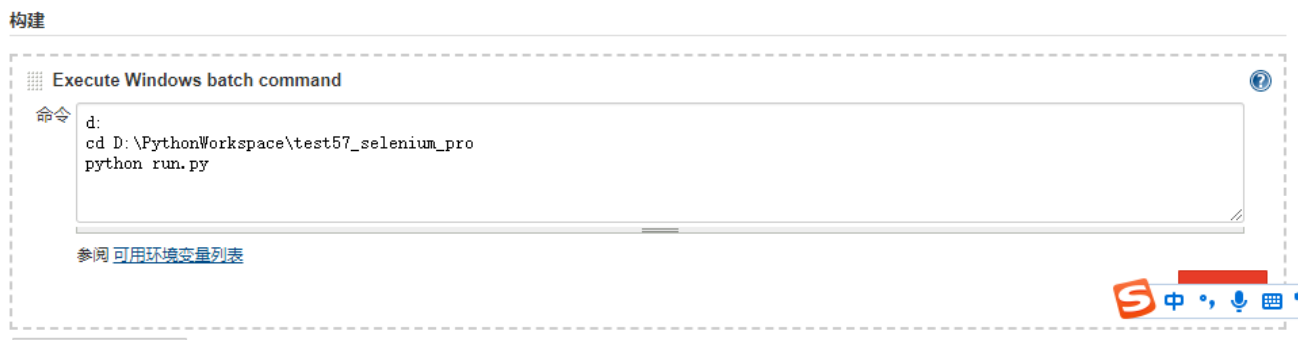 构建
Execute Windows batch command
命令
d:
cd D:\PythonWorkspace\test57_selenium_pro
python run.py
参阅 可用环境变量列表
S 中